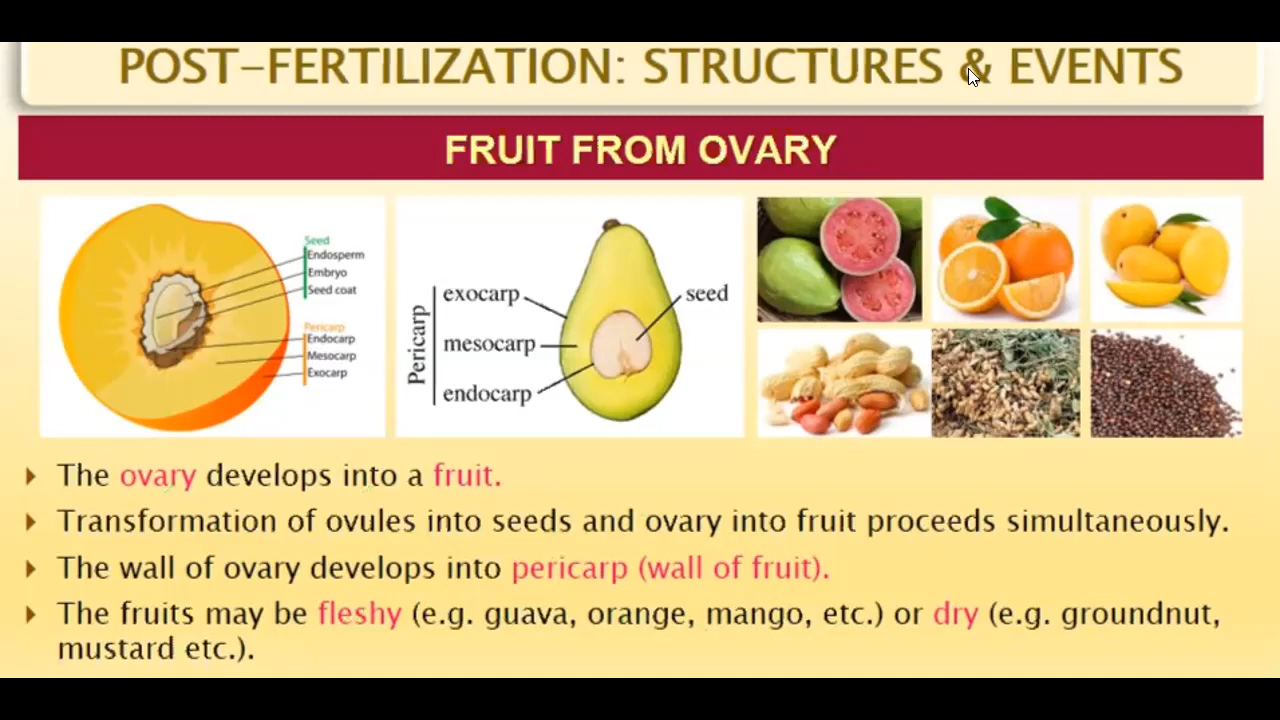 POST-FERTILIZATION: STRUCTURES & EVENTS
FRUIT FROM OVARY
Seed
Endosperm
Embryo
Seed coat
Pericarp
Endocarp
Mesocarp
Exocarp
Pericarp
exocarp
mesocarp
endocarp
seed
The ovary develops into a fruit.
Transformation of ovules into seeds and ovary into fruit proceeds simultaneously.
The wall of ovary develops into pericarp (wall of fruit).
The fruits may be fleshy (e.g. guava, orange, mango, etc.) or dry (e.g. groundnut,
mustard etc.).